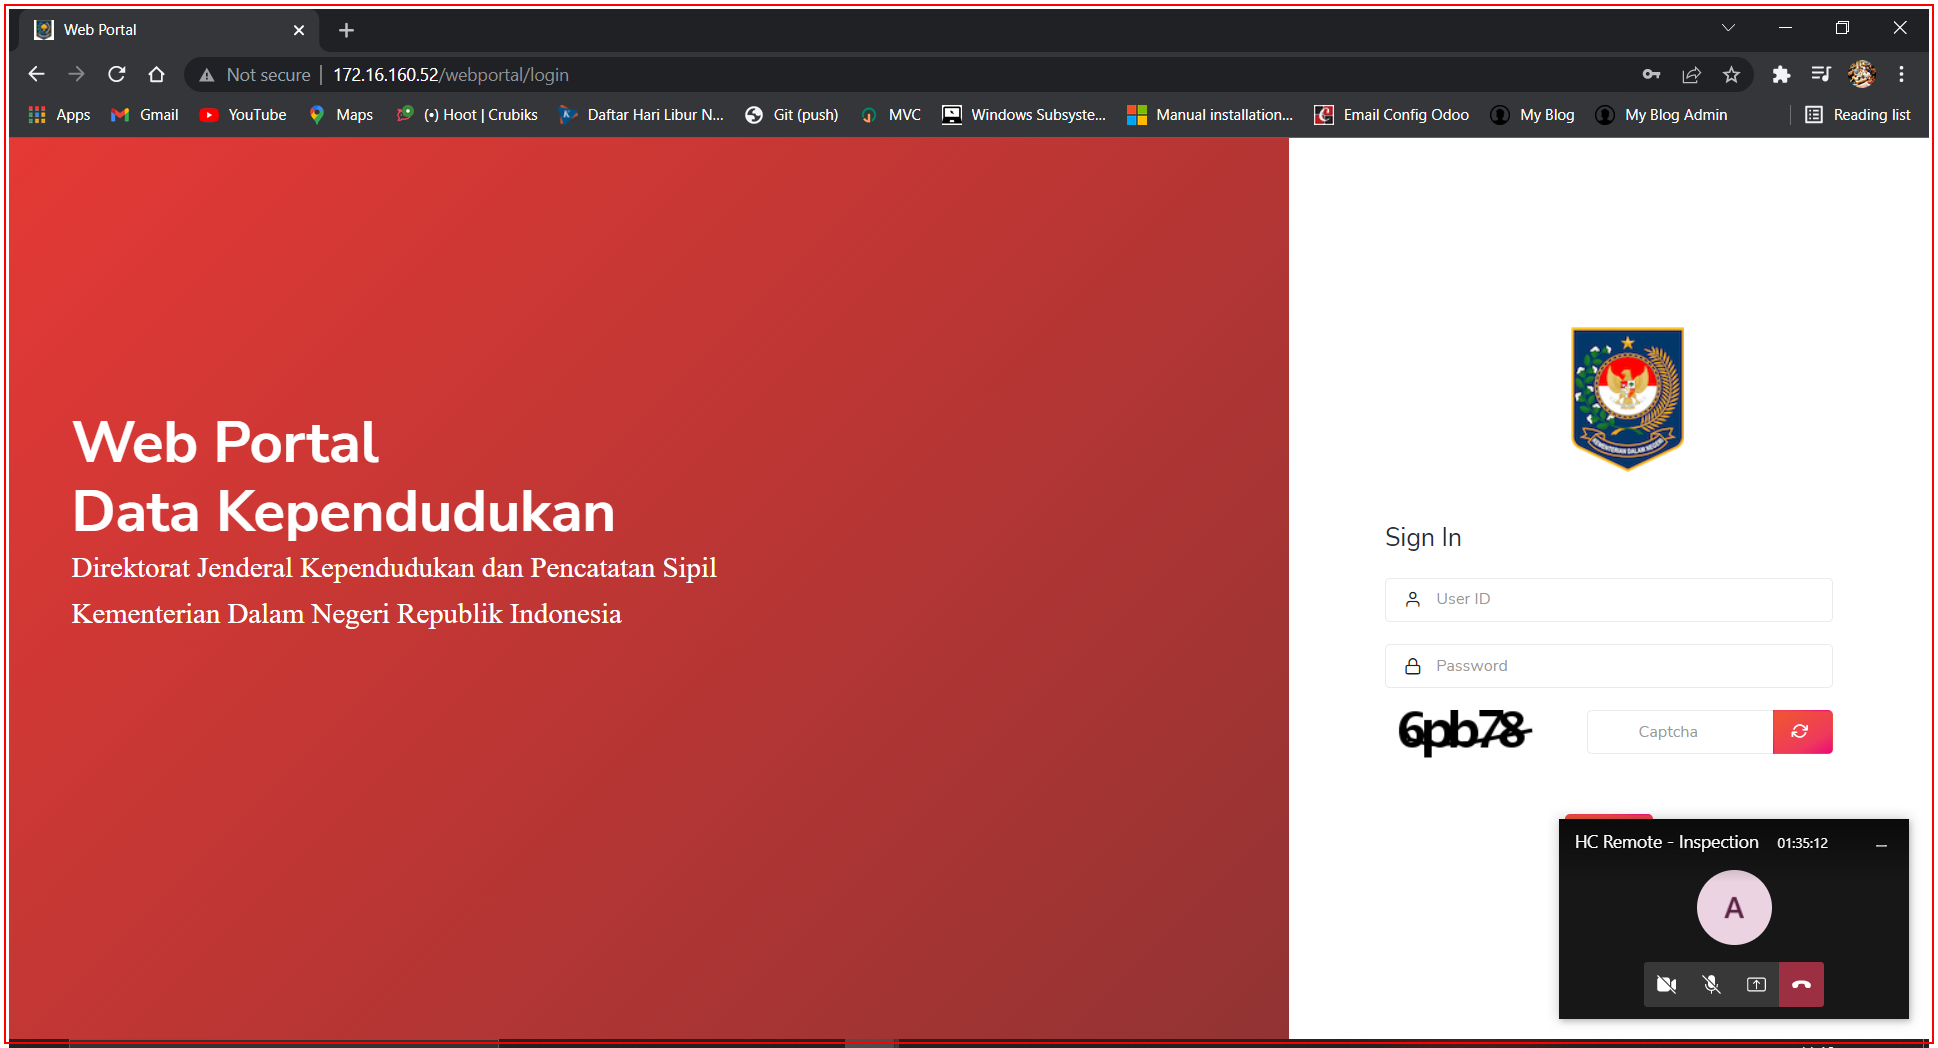 Web Portal
Not secure 172.16.160.52/webportal/login
Apps Gmail YouTube Maps (•) Hoot | Crubiks Daftar Hari Libur N... Git (push) MVC Windows Subsyste... Manual installation... Email Config Odoo My Blog My Blog Admin Reading list
Web Portal
Data Kependudukan
Direktorat Jenderal Kependudukan dan Pencatatan Sipil
Kementerian Dalam Negeri Republik Indonesia
KEMENTERIAN DALAM NEGERI
Sign In
User ID
Password
6pb78 Captcha
HC Remote - Inspection 01:35:12
A